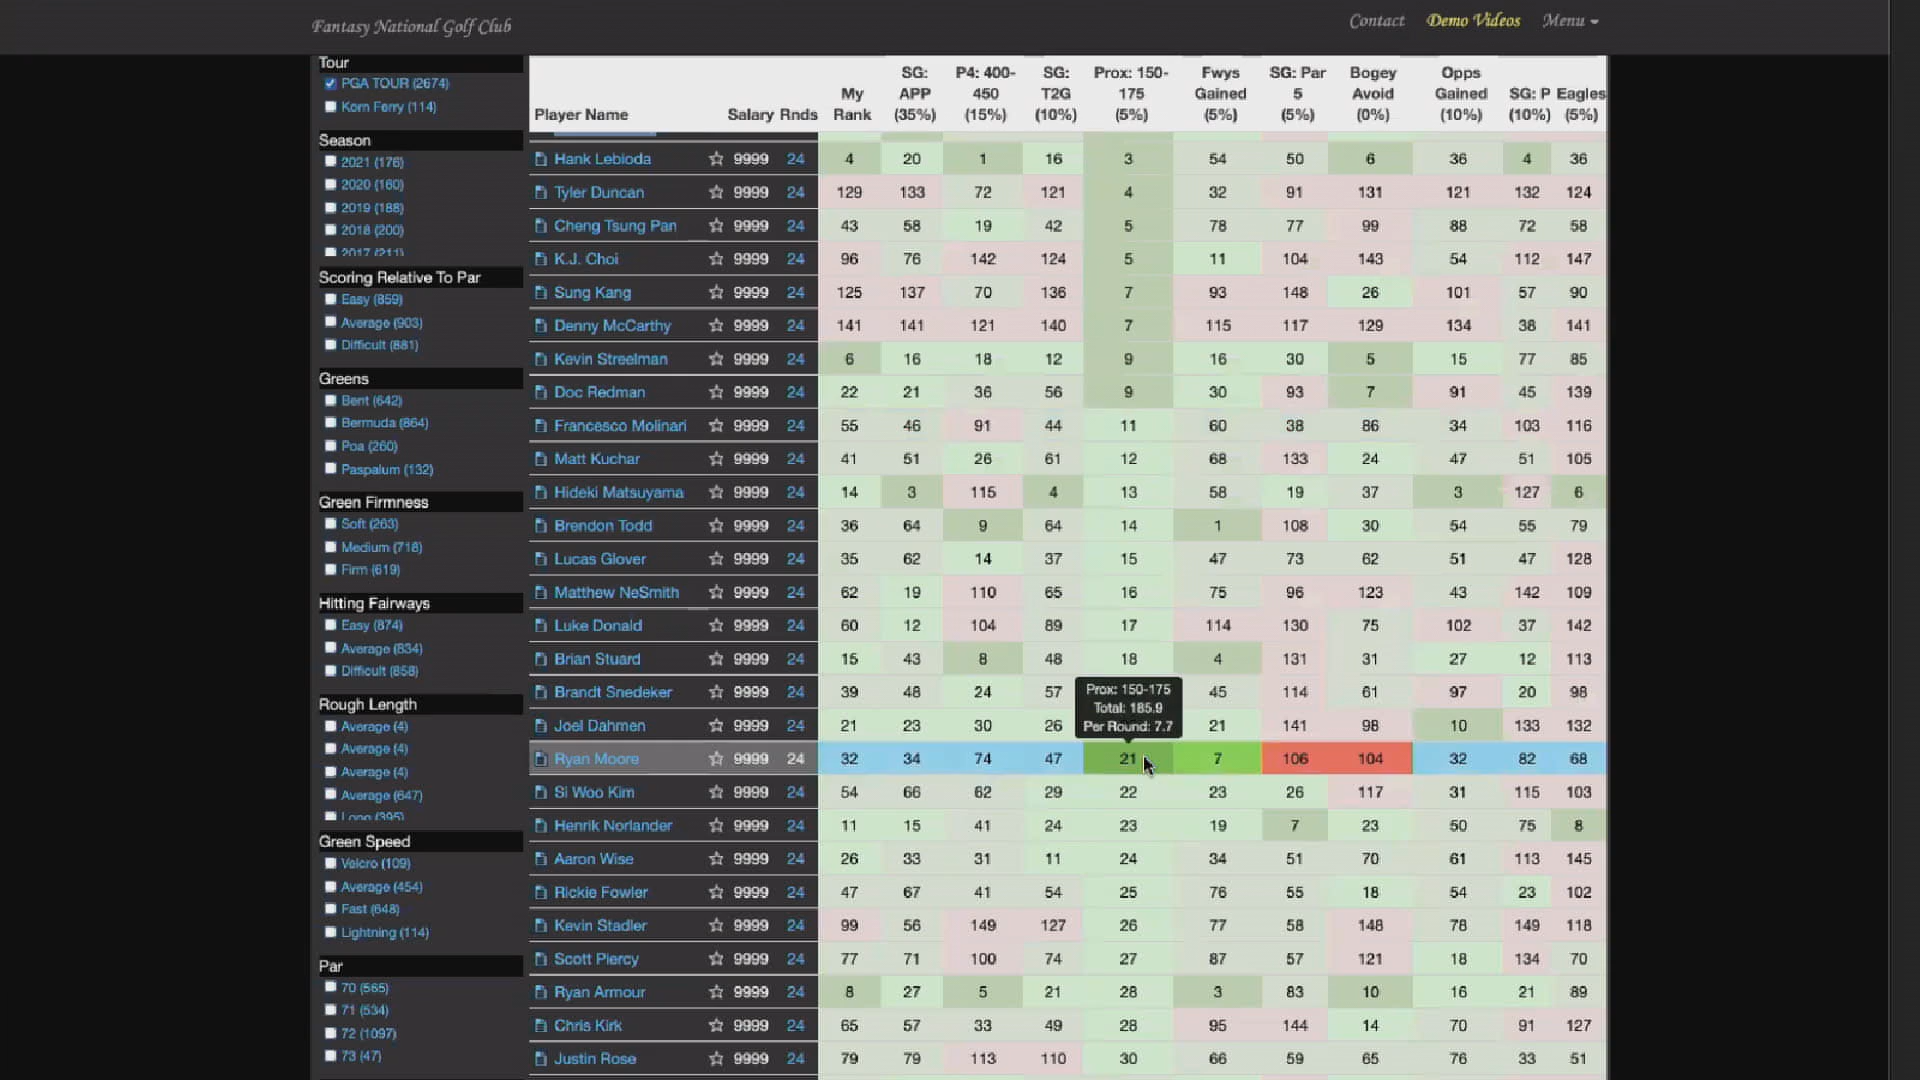 Fantasy National Golf Club
Contact Demo Videos Menu
Tour
PGA TOUR (2674)
Korn Ferry (114)
Season
2021 (176)
2020 (160)
2019 (188)
2018 (200)
2017 (211)
Scoring Relative To Par
Easy (859)
Average (903)
Difficult (881)
Greens
Bent (642)
Bermuda (864)
Poa (260)
Paspalum (132)
Green Firmness
Soft (263)
Medium (718)
Firm (619)
Hitting Fairways
Easy (874)
Average (834)
Difficult (858)
Rough Length
Average (4)
Average (4)
Average (4)
Average (647)
Long (395)
Green Speed
Velcro (109)
Average (454)
Fast (648)
Lightning (114)
Par
70 (565)
71 (534)
72 (1097)
73 (47)
Player Name Salary Rnds My Rank SG: APP (35%) P4: 400-450 (15%) SG: T2G (10%) Prox: 150-175 (5%) Fwys Gained (5%) SG: Par 5 (5%) Bogey Avoid (0%) Opps Gained (10%) SG: P (10%) Eagles (5%)
Hank Lebioda 9999 24 4 20 1 16 3 54 50 6 36 4 36
Tyler Duncan 9999 24 129 133 72 121 4 32 91 131 121 132 124
Cheng Tsung Pan 9999 24 43 58 19 42 5 78 77 99 88 72 58
K.J. Choi 9999 24 96 76 142 124 5 11 104 143 54 112 147
Sung Kang 9999 24 125 137 70 136 7 93 148 26 101 57 90
Denny McCarthy 9999 24 141 141 121 140 7 115 117 129 134 38 141
Kevin Streelman 9999 24 6 16 18 12 9 16 30 5 15 77 85
Doc Redman 9999 24 22 21 36 56 9 30 93 7 91 45 139
Francesco Molinari 9999 24 55 46 91 44 11 60 38 86 34 103 116
Matt Kuchar 9999 24 41 51 26 61 12 68 133 24 47 51 105
Hideki Matsuyama 9999 24 14 3 115 4 13 58 19 37 3 127 6
Brendon Todd 9999 24 36 64 9 64 14 1 108 30 54 55 79
Lucas Glover 9999 24 35 62 14 37 15 47 73 62 51 47 128
Matthew NeSmith 9999 24 62 19 110 65 16 75 96 123 43 142 109
Luke Donald 9999 24 60 12 104 89 17 114 130 75 102 37 142
Brian Stuard 9999 24 15 43 8 48 18 4 131 31 27 12 113
Brandt Snedeker 9999 24 39 48 24 57 45 114 61 97 20 98
Prox: 150-175
Total: 185.9
Per Round: 7.7
Joel Dahmen 9999 24 21 23 30 26 21 141 98 10 133 132
Ryan Moore 9999 24 32 34 74 47 21 7 106 104 32 82 68
Si Woo Kim 9999 24 54 66 62 29 22 23 26 117 31 115 103
Henrik Norlander 9999 24 11 15 41 24 23 19 7 23 50 75 8
Aaron Wise 9999 24 26 33 31 11 24 34 51 70 61 113 145
Rickie Fowler 9999 24 47 67 41 54 25 76 55 18 54 23 102
Kevin Stadler 9999 24 99 56 149 127 26 77 58 148 78 149 118
Scott Piercy 9999 24 77 71 100 74 27 87 57 121 18 134 70
Ryan Armour 9999 24 8 27 5 21 28 3 83 10 16 21 89
Chris Kirk 9999 24 65 57 33 49 28 95 144 14 70 91 127
Justin Rose 9999 24 79 79 113 110 30 66 59 65 76 33 51